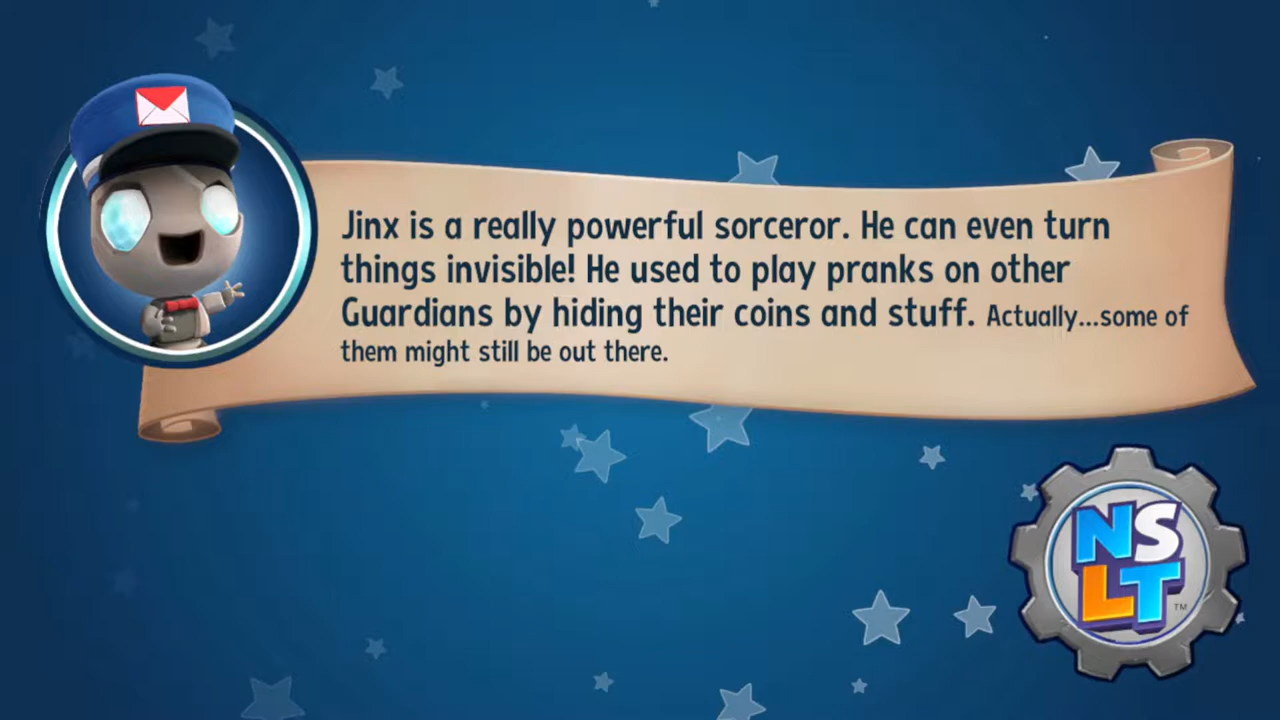 Jinx is a really powerful sorceror. He can even turn
things invisible! He used to play pranks on other
Guardians by hiding their coins and stuff. Actually...some of
them might still be out there.
NS
LT
TM